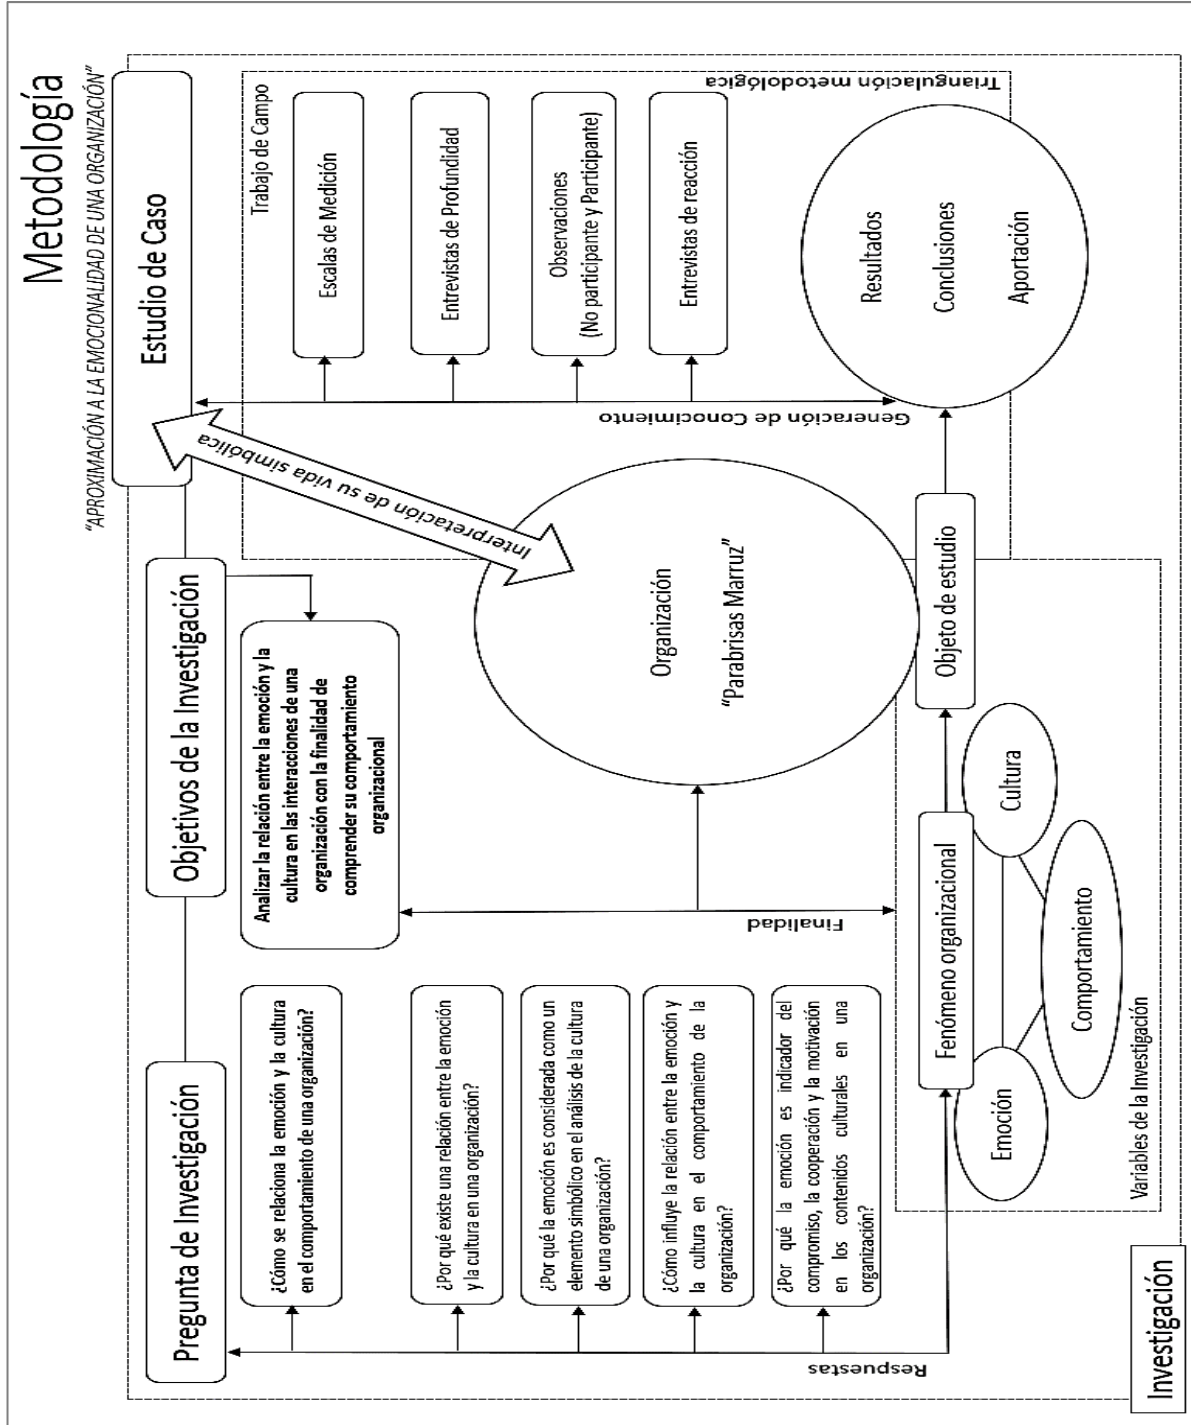 Metodología
"APROXIMACIÓN A LA EMOCIONALIDAD DE UNA ORGANIZACIÓN"
Pregunta de Investigación
Objetivos de la Investigación
Estudio de Caso
¿Cómo se relaciona la emoción y la cultura
en el comportamiento de una organización?
¿Por qué existe una relación entre la emoción
y la cultura en una organización?
¿Por qué la emoción es considerada como un
elemento simbólico en el análisis de la cultura
de una organización?
¿Cómo influye la relación entre la emoción y
la cultura en el comportamiento de la
organización?
¿Por qué la emoción es indicador del
compromiso, la cooperación y la motivación
en los contenidos culturales en una
organización?
Respuestas
Analizar la relación entre la emoción y la
cultura en las interacciones de una
organización con la finalidad de
comprender su comportamiento
organizacional
Finalidad
Organización
"Parabrisas Marruz"
Interpretación de su vida simbólica
Trabajo de Campo
Escalas de Medición
Entrevistas de Profundidad
Observaciones
(No participante y Participante)
Entrevistas de reacción
Generación de Conocimiento
Triangulación metodológica
Fenómeno organizacional
Objeto de estudio
Resultados
Conclusiones
Aportación
Emoción
Cultura
Comportamiento
Variables de la Investigación
Investigación